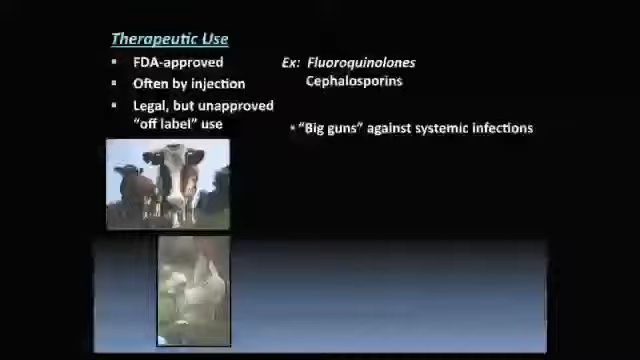 Therapeutic Use
▪ FDA-approved
▪ Often by injection
▪ Legal, but unapproved
"off label" use
Ex: Fluoroquinolones
Cephalosporins
▪ "Big guns" against systemic infections